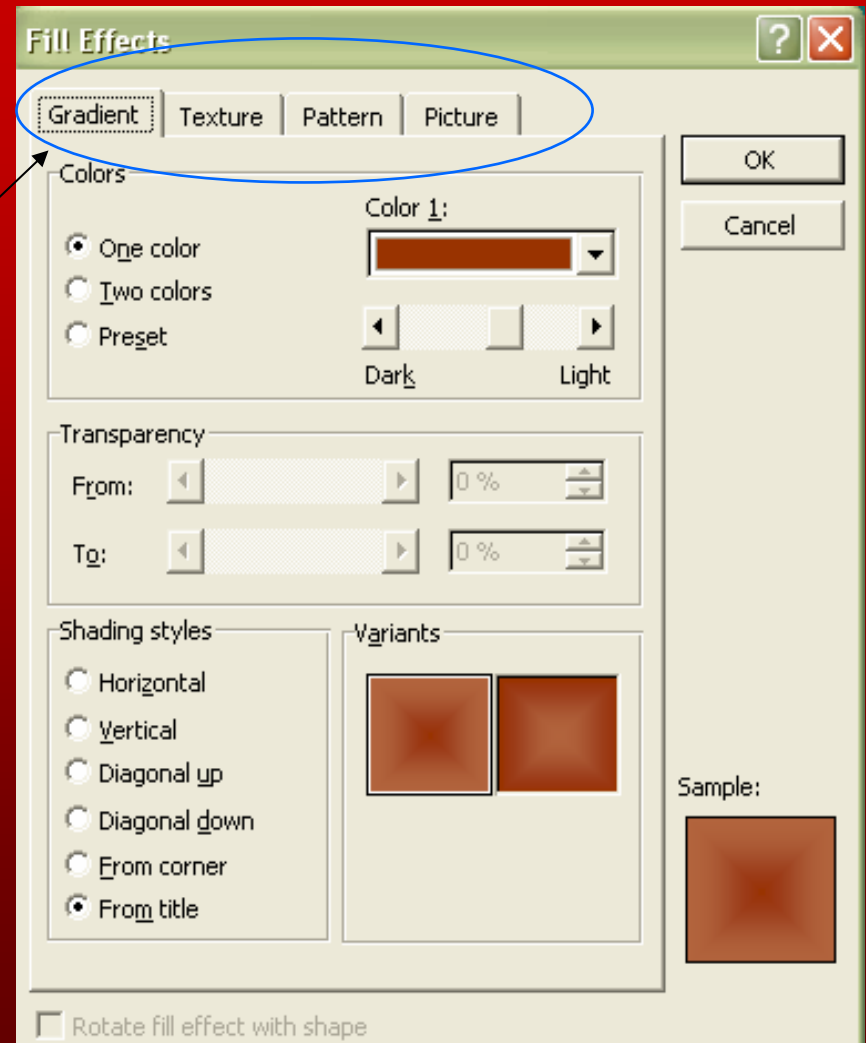 Fill Effects
Gradient Texture Pattern Picture
OK
Cancel
Colors
Color 1:
One color
Two colors
Preset
Dark Light
Transparency
From: 0 %
To: 0 %
Shading styles
Horizontal
Vertical
Diagonal up
Diagonal down
From corner
From title
Variants
Sample:
Rotate fill effect with shape